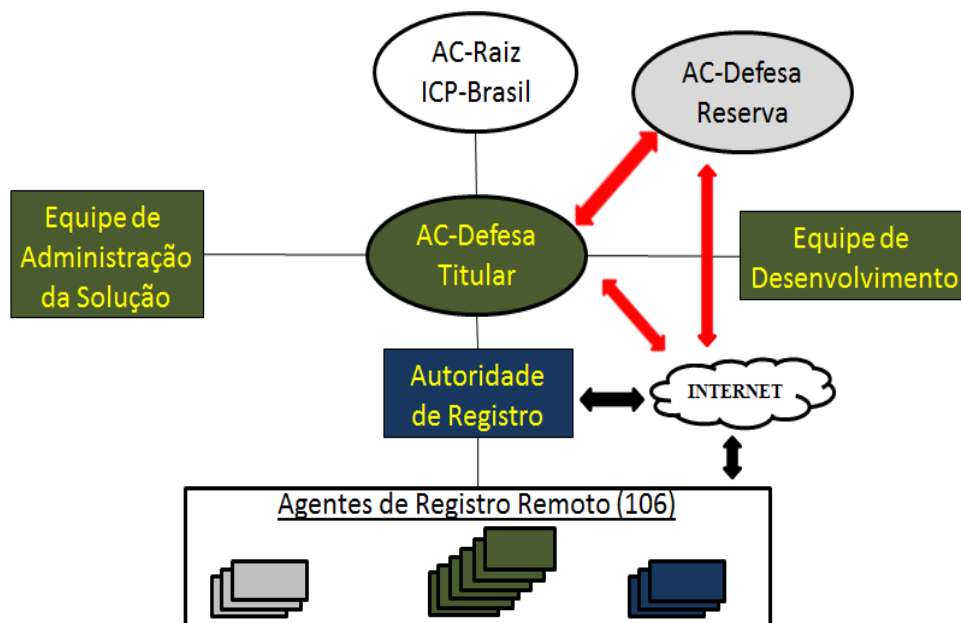 AC-Raiz
ICP-Brasil
AC-Defesa
Reserva
Equipe de
Administração
da Solução
AC-Defesa
Titular
Equipe de
Desenvolvimento
Autoridade
de Registro
INTERNET
Agentes de Registro Remoto (106)